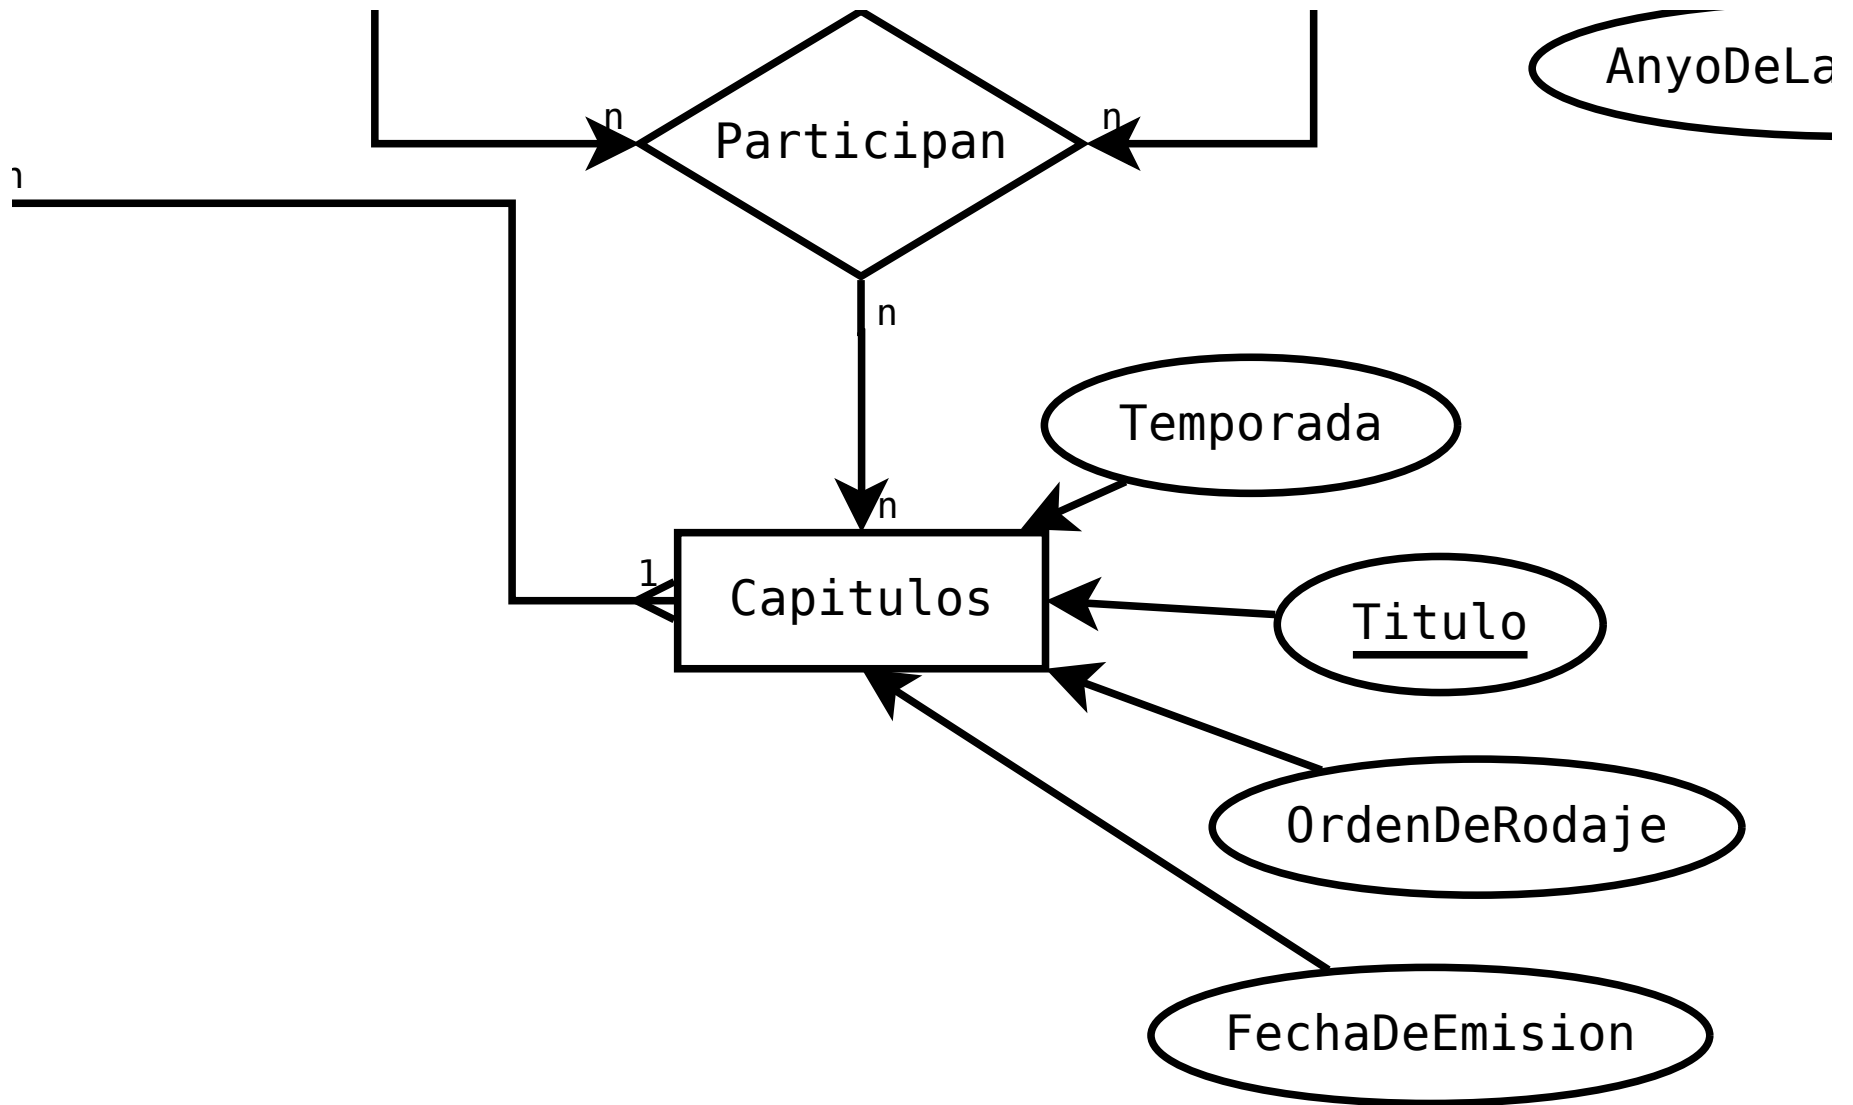 AnyoDeLa
n
n
Participan
n
n
Temporada
n
1
Capitulos
Titulo
OrdenDeRodaje
FechaDeEmision